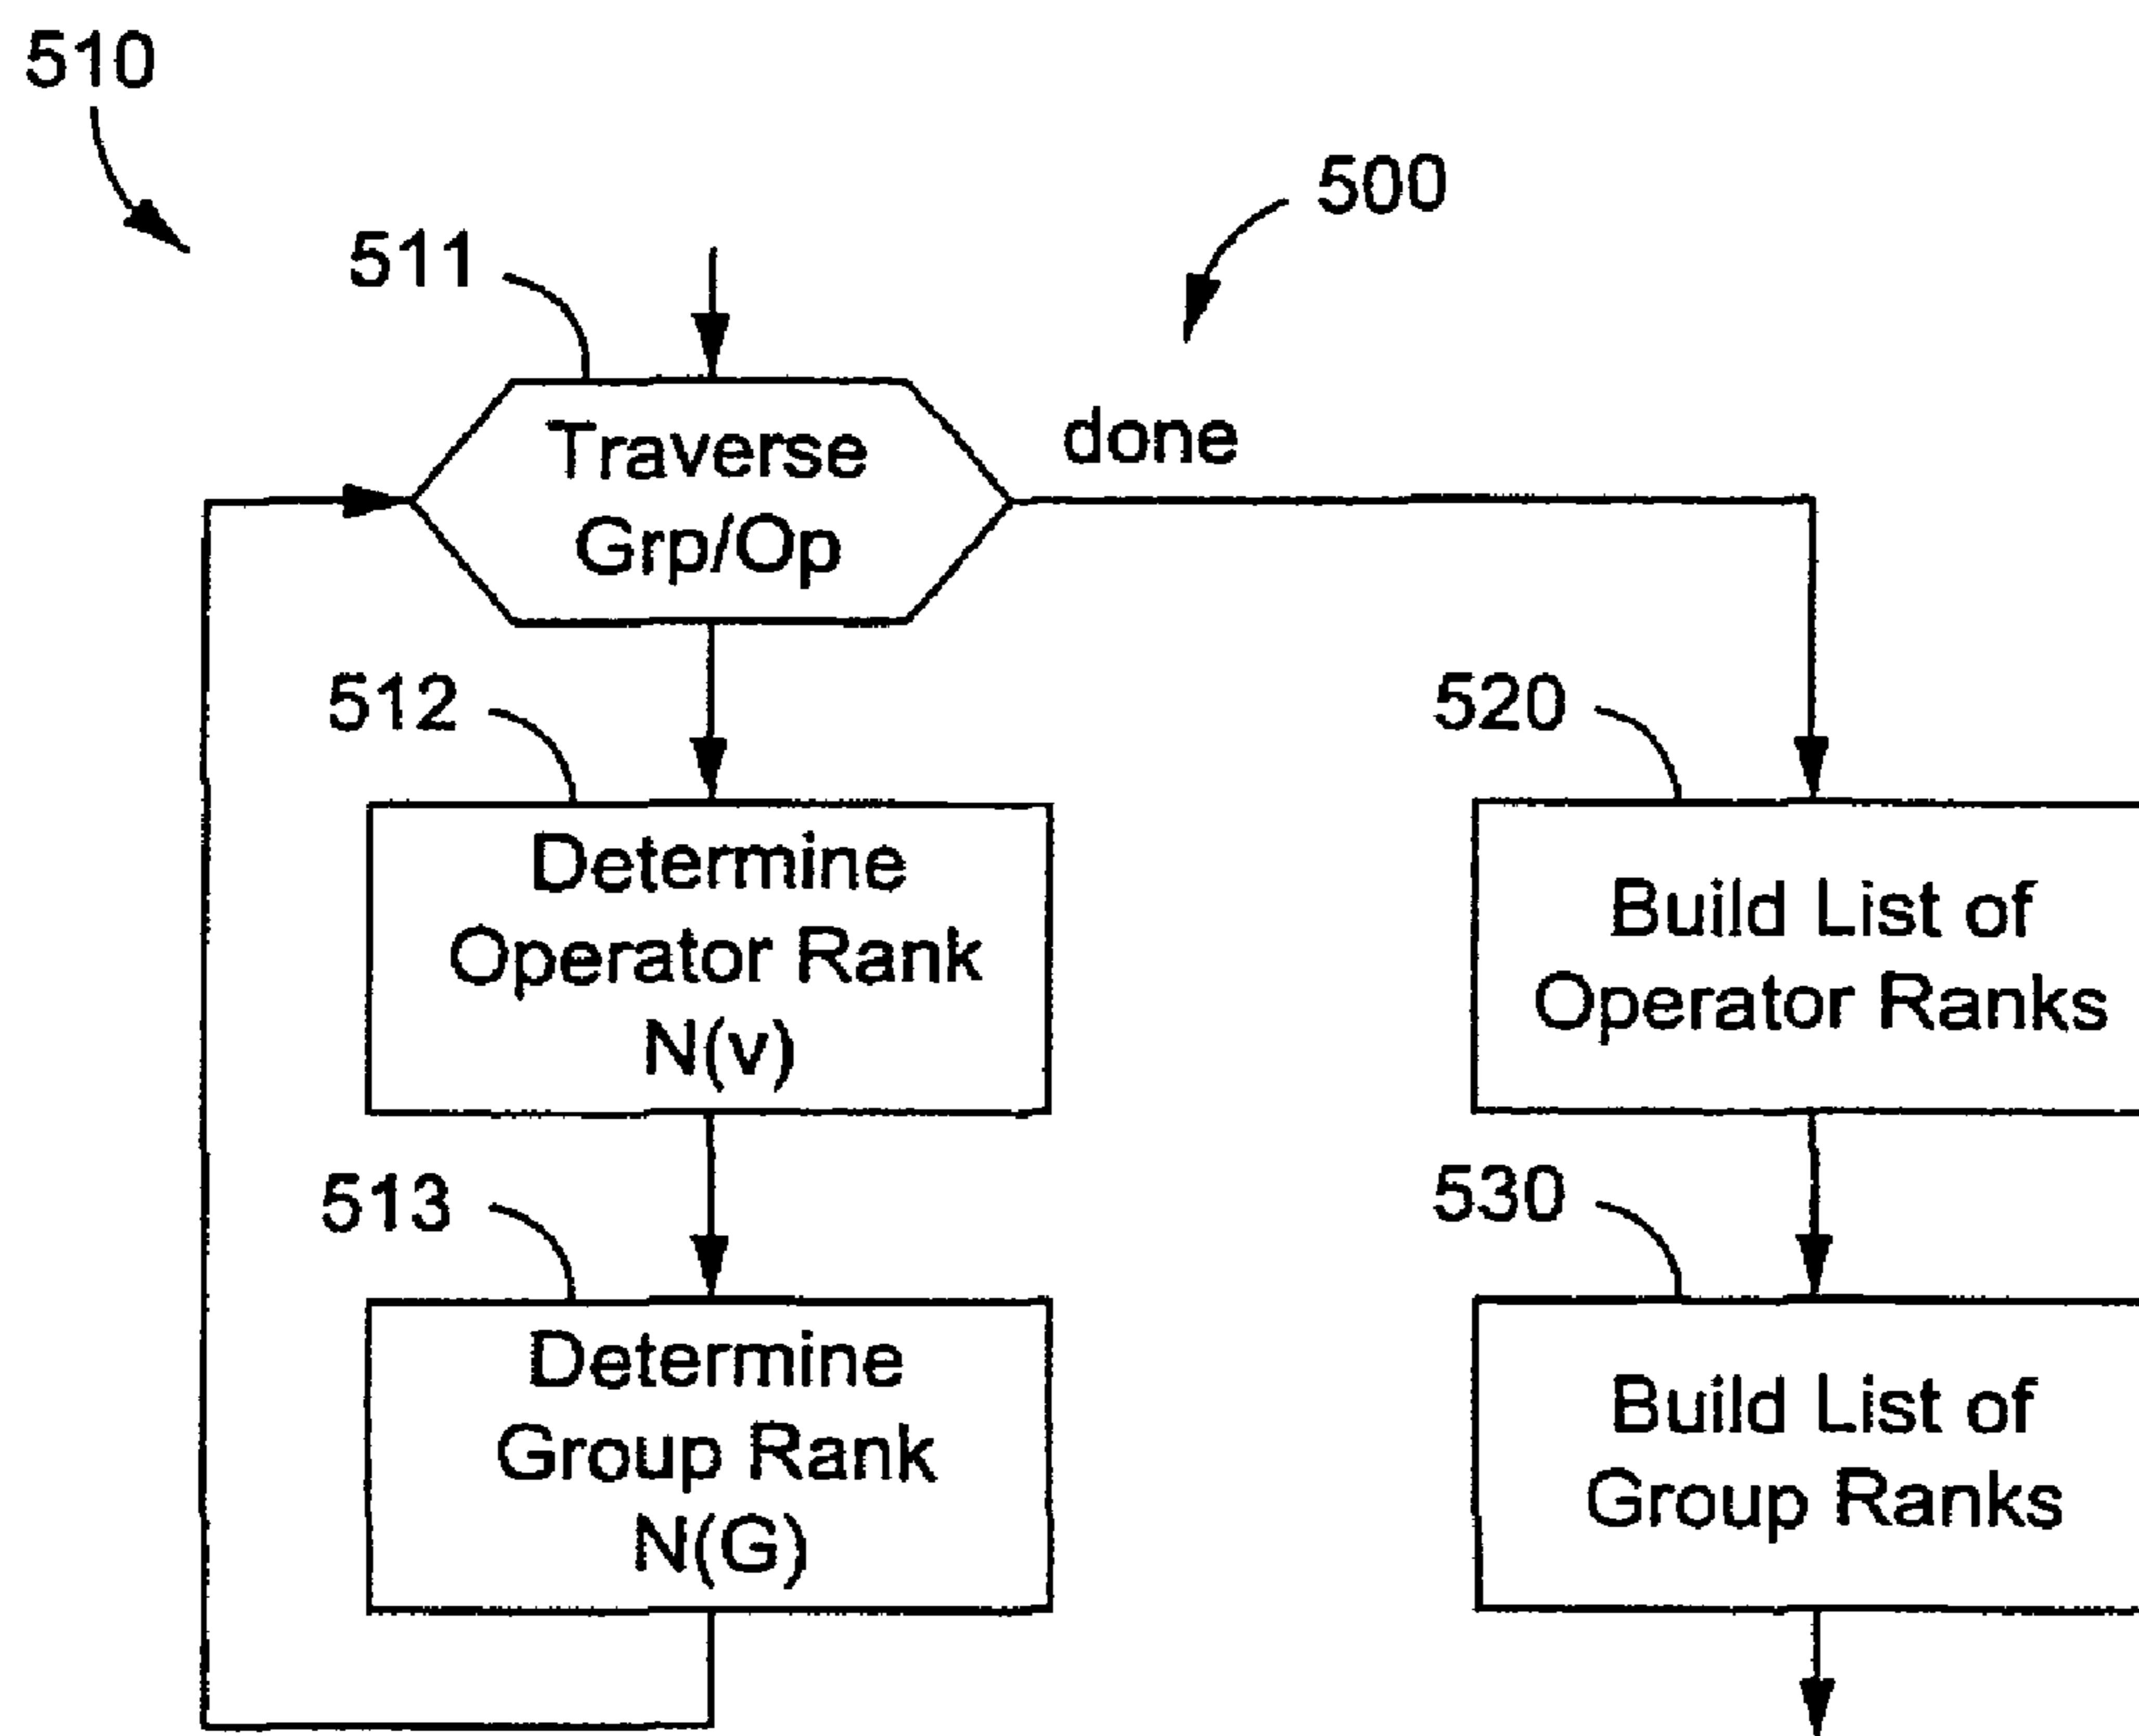 510
500
511
Traverse
Grp/Op
done
512
Determine
Operator Rank
N(v)
520
Build List of
Operator Ranks
513
Determine
Group Rank
N(G)
530
Build List of
Group Ranks